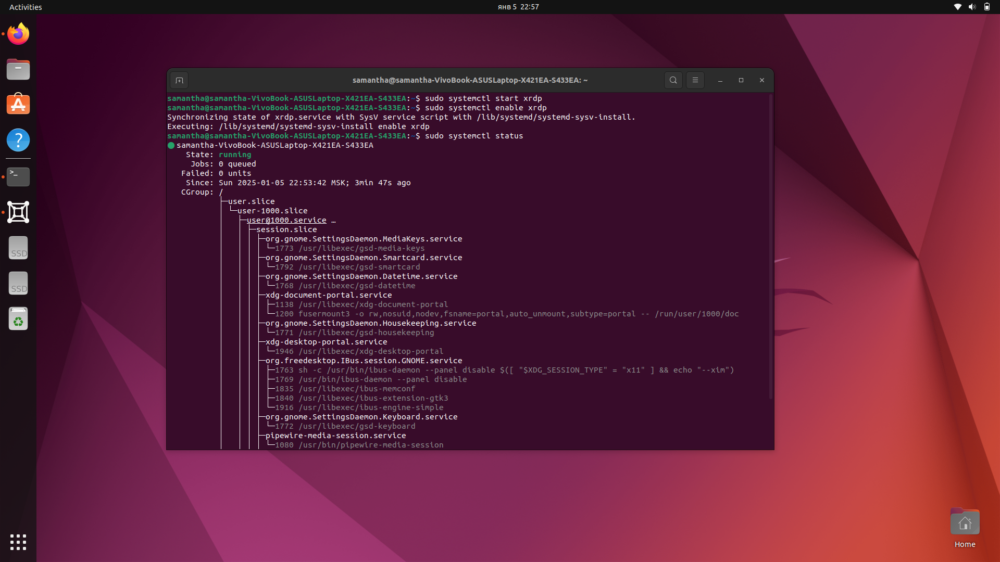 Activities
янв 5 22:57
samantha@samantha-VivoBook-ASUSLaptop-X421EA-S433EA: ~
samantha@samantha-VivoBook-ASUSLaptop-X421EA-S433EA:~$ sudo systemctl start xrdp
samantha@samantha-VivoBook-ASUSLaptop-X421EA-S433EA:~$ sudo systemctl enable xrdp
Synchronizing state of xrdp.service with SysV service script with /lib/systemd/systemd-sysv-install.
Executing: /lib/systemd/systemd-sysv-install enable xrdp
samantha@samantha-VivoBook-ASUSLaptop-X421EA-S433EA:~$ sudo systemctl status
● samantha-VivoBook-ASUSLaptop-X421EA-S433EA
State: running
Jobs: 0 queued
Failed: 0 units
Since: Sun 2025-01-05 22:53:42 MSK; 3min 47s ago
CGroup: /
├─user.slice
│ └─user-1000.slice
│   ├─user@1000.service …
│   │ ├─session.slice
│   │ │ ├─org.gnome.SettingsDaemon.MediaKeys.service
│   │ │ │ └─1773 /usr/libexec/gsd-media-keys
│   │ │ ├─org.gnome.SettingsDaemon.Smartcard.service
│   │ │ │ └─1792 /usr/libexec/gsd-smartcard
│   │ │ ├─org.gnome.SettingsDaemon.Datetime.service
│   │ │ │ └─1768 /usr/libexec/gsd-datetime
│   │ │ ├─xdg-document-portal.service
│   │ │ │ ├─1138 /usr/libexec/xdg-document-portal
│   │ │ │ └─1200 fusermount3 -o rw,nosuid,nodev,fsname=portal,auto_unmount,subtype=portal -- /run/user/1000/doc
│   │ │ ├─org.gnome.SettingsDaemon.Housekeeping.service
│   │ │ │ └─1771 /usr/libexec/gsd-housekeeping
│   │ │ ├─xdg-desktop-portal.service
│   │ │ │ └─1946 /usr/libexec/xdg-desktop-portal
│   │ │ ├─org.freedesktop.IBus.session.GNOME.service
│   │ │ │ ├─1763 sh -c /usr/bin/ibus-daemon --panel disable $([ "$XDG_SESSION_TYPE" = "x11" ] && echo "--xim")
│   │ │ │ ├─1769 /usr/bin/ibus-daemon --panel disable
│   │ │ │ ├─1835 /usr/libexec/ibus-memconf
│   │ │ │ ├─1840 /usr/libexec/ibus-extension-gtk3
│   │ │ │ └─1916 /usr/libexec/ibus-engine-simple
│   │ │ ├─org.gnome.SettingsDaemon.Keyboard.service
│   │ │ │ └─1772 /usr/libexec/gsd-keyboard
│   │ │ ├─pipewire-media-session.service
│   │ │ │ └─1080 /usr/bin/pipewire-media-session
SSD
SSD
Home